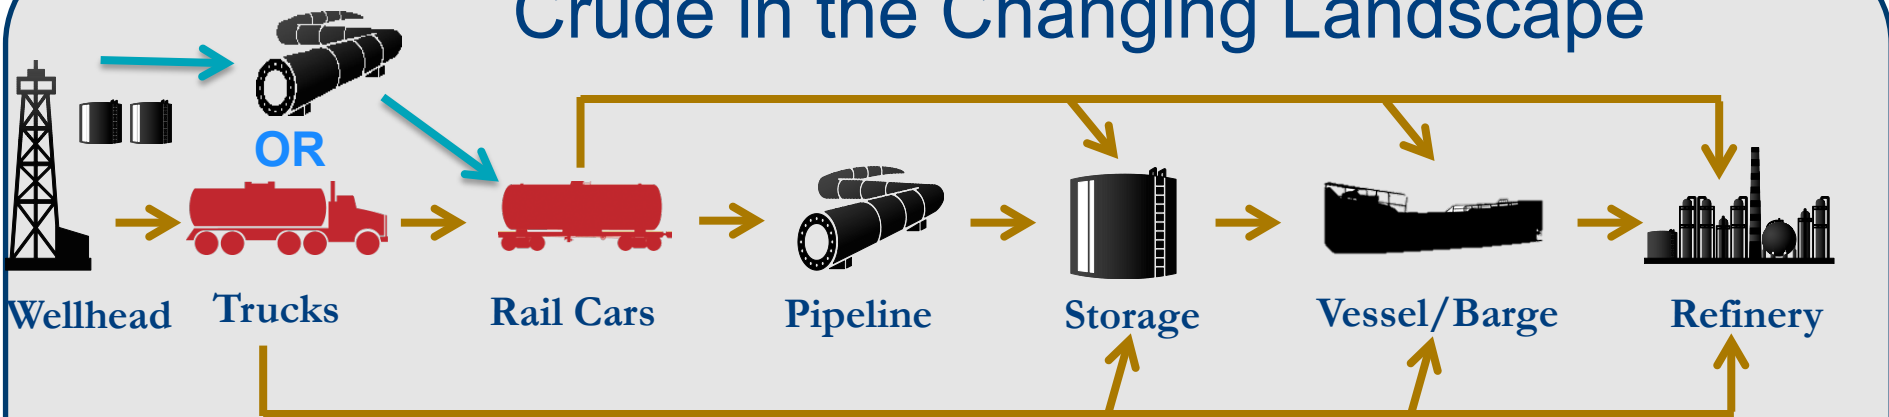 Crude in the Changing Landscape
OR
Wellhead
Trucks
Rail Cars
Pipeline
Storage
Vessel/Barge
Refinery